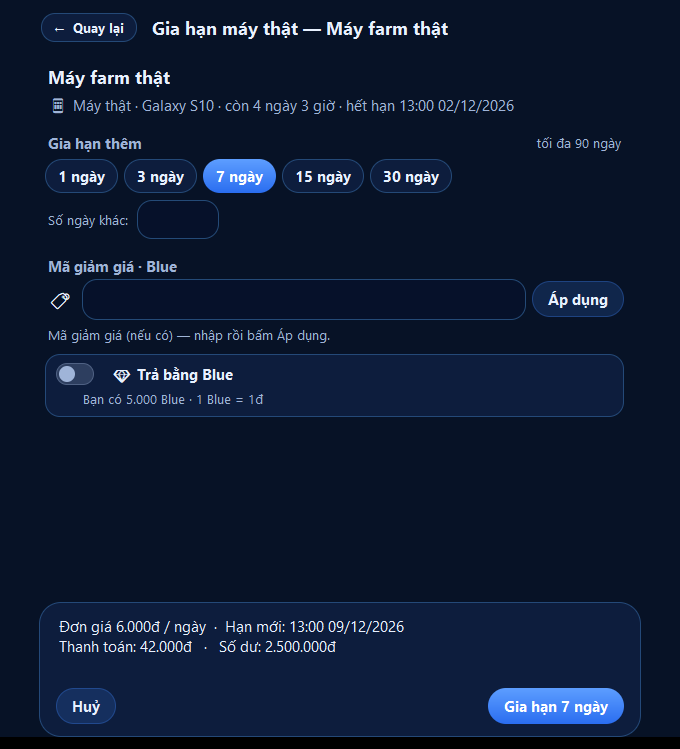 ← Quay lại Gia hạn máy thật — Máy farm thật
Máy farm thật
Máy thật · Galaxy S10 · còn 4 ngày 3 giờ · hết hạn 13:00 02/12/2026
Gia hạn thêm tối đa 90 ngày
1 ngày 3 ngày 7 ngày 15 ngày 30 ngày
Số ngày khác:
Mã giảm giá · Blue
Áp dụng
Mã giảm giá (nếu có) — nhập rồi bấm Áp dụng.
Trả bằng Blue
Bạn có 5.000 Blue · 1 Blue = 1đ
Đơn giá 6.000đ / ngày · Hạn mới: 13:00 09/12/2026
Thanh toán: 42.000đ · Số dư: 2.500.000đ
Huỷ Gia hạn 7 ngày